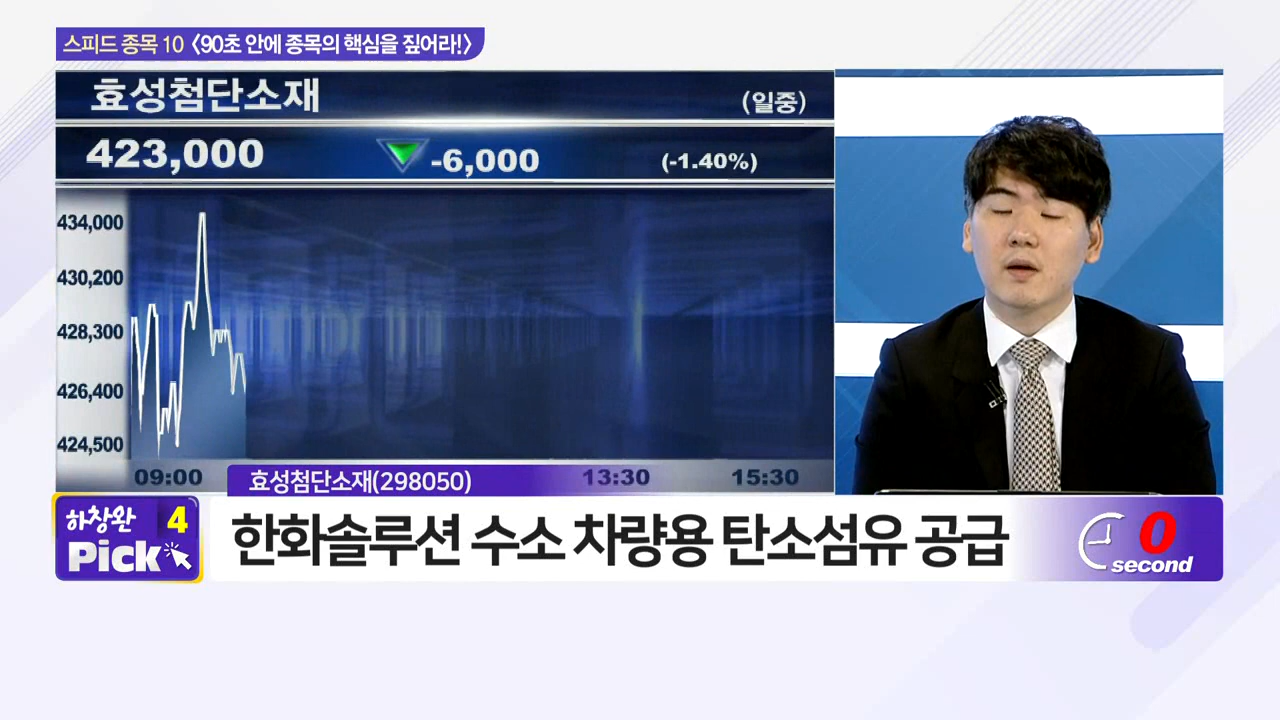 스피드 종목 10 <90초 안에 종목의 핵심을 짚어라!>
효성첨단소재 (일중)
423,000 -6,000 (-1.40%)
434,000
430,200
428,300
426,400
424,500
09:00 13:30 15:30
효성첨단소재(298050)
하창완 4
Pick
한화솔루션 수소 차량용 탄소섬유 공급
0
second